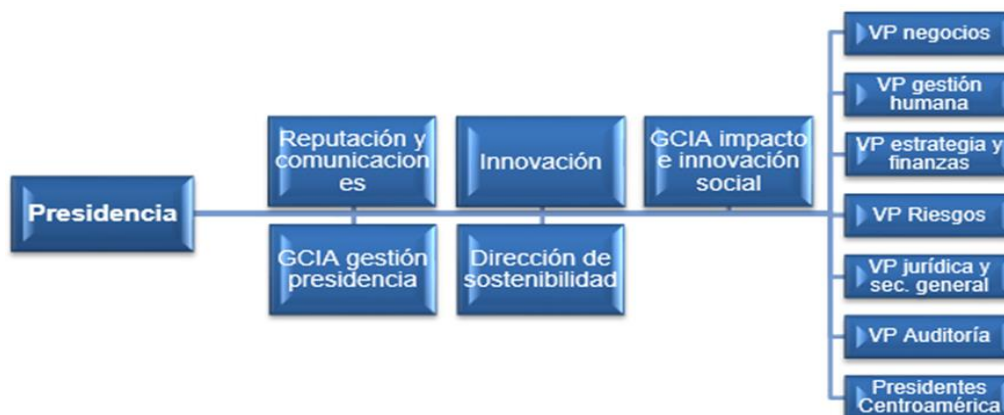 Presidencia
Reputación y
comunicacion
es
Innovación
GCIA impacto
e innovación
social
GCIA gestión
presidencia
Dirección de
sostenibilidad
VP negocios
VP gestión
humana
VP estrategia y
finanzas
VP Riesgos
VP jurídica y
sec. general
VP Auditoría
Presidentes
Centroamérica